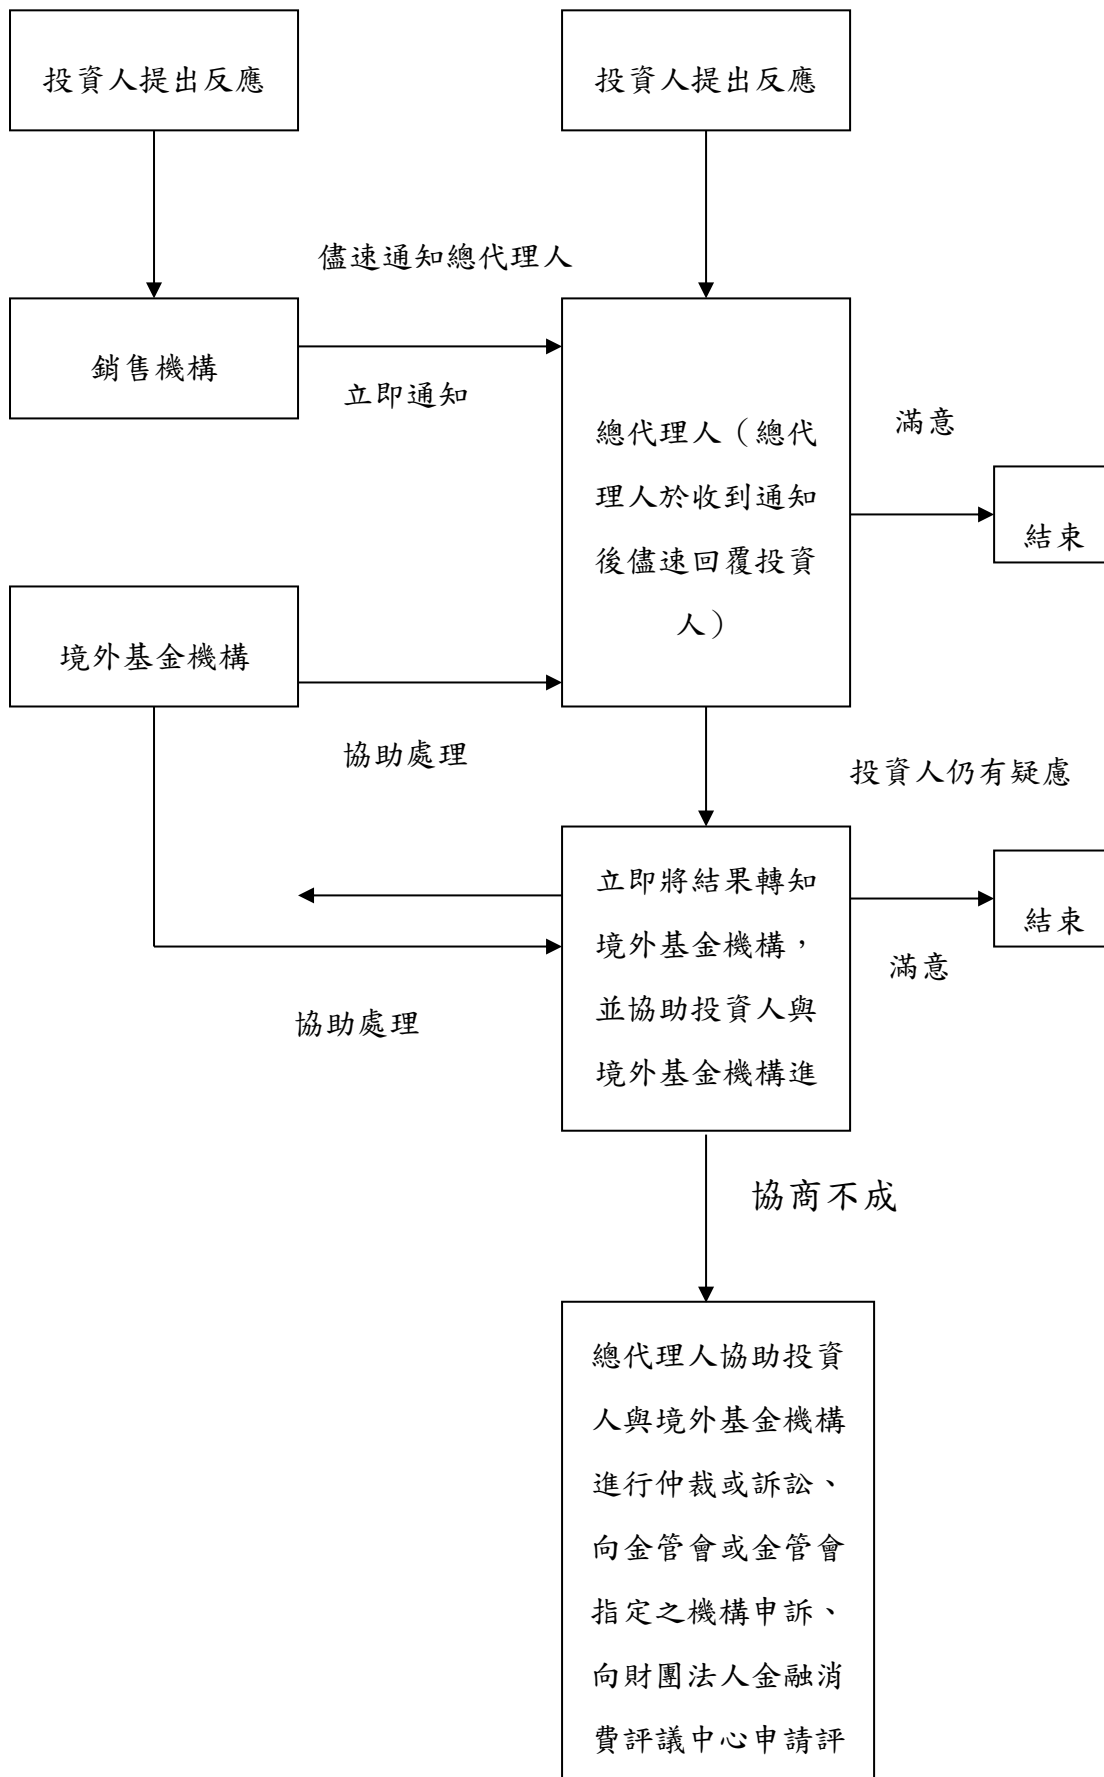 投資人提出反應
投資人提出反應
儘速通知總代理人
銷售機構
立即通知
總代理人（總代
理人於收到通知
後儘速回覆投資
人）
滿意
結束
境外基金機構
協助處理
投資人仍有疑慮
立即將結果轉知
境外基金機構，
並協助投資人與
境外基金機構進
結束
滿意
協助處理
協商不成
總代理人協助投資
人與境外基金機構
進行仲裁或訴訟、
向金管會或金管會
指定之機構申訴、
向財團法人金融消
費評議中心申請評